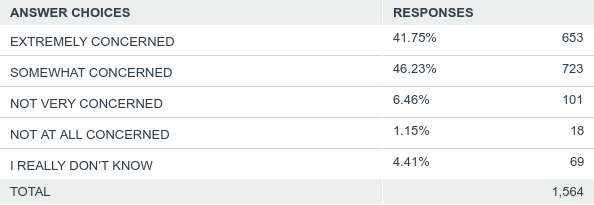 ANSWER CHOICES RESPONSES
EXTREMELY CONCERNED 41.75% 653
SOMEWHAT CONCERNED 46.23% 723
NOT VERY CONCERNED 6.46% 101
NOT AT ALL CONCERNED 1.15% 18
I REALLY DON’T KNOW 4.41% 69
TOTAL 1,564